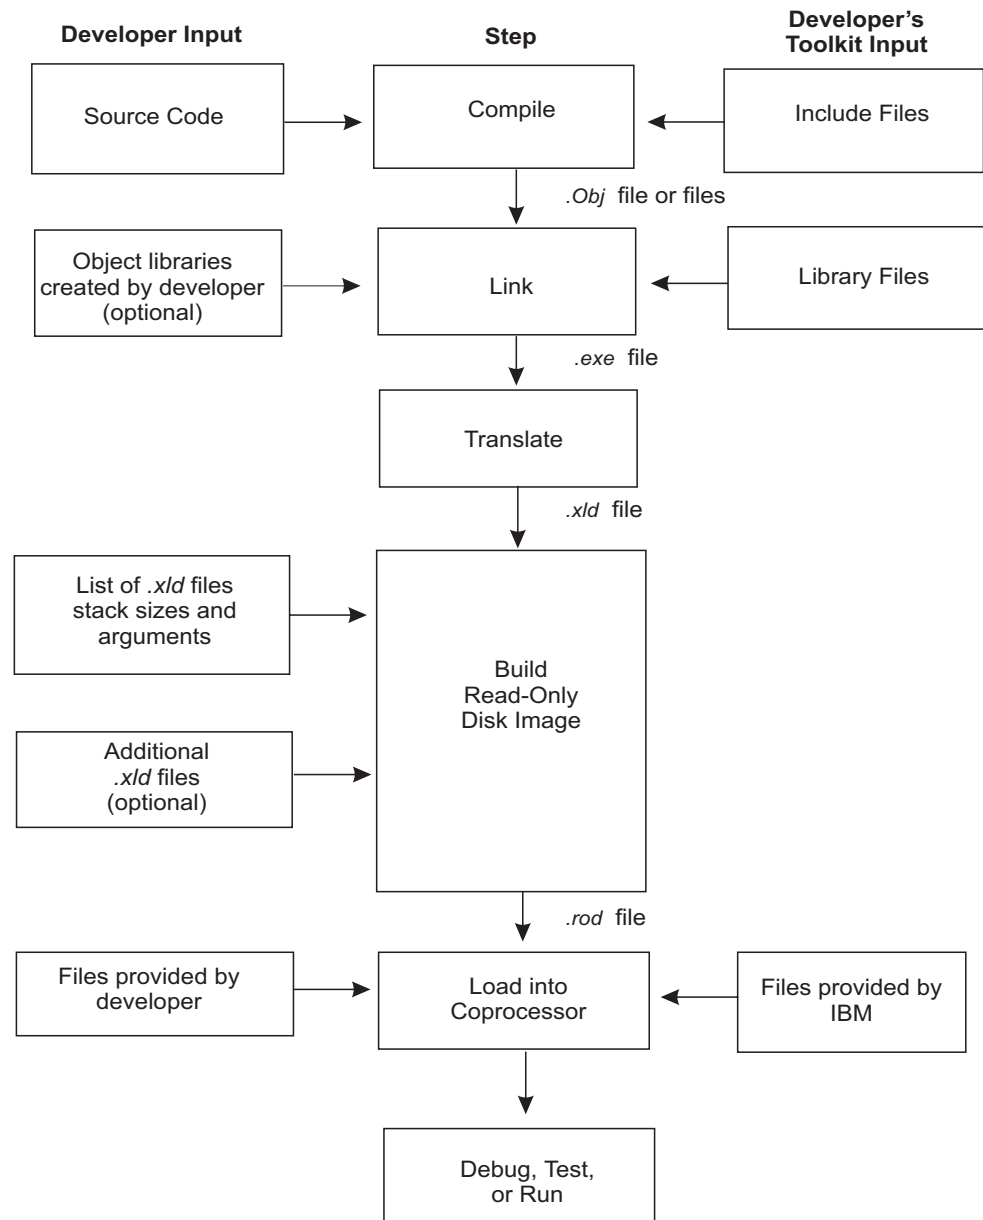 Developer Input
Step
Developer’s
Toolkit Input
Source Code
Compile
Include Files
.Obj file or files
Object libraries
created by developer
(optional)
Link
Library Files
.exe file
Translate
.xld file
List of .xld files
stack sizes and
arguments
Build
Read-Only
Disk Image
Additional
.xld files
(optional)
.rod file
Files provided by
developer
Load into
Coprocessor
Files provided by
IBM
Debug, Test,
or Run